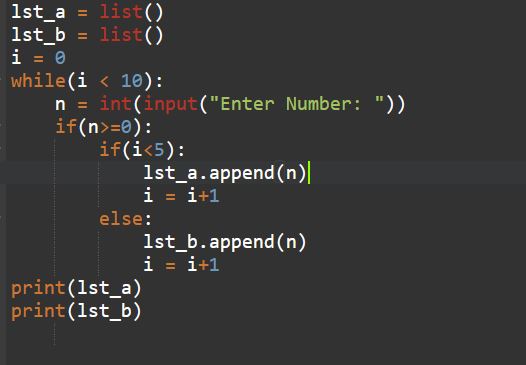 lst_a = list()
lst_b = list()
i = 0
while(i < 10):
    n = int(input("Enter Number: "))
    if(n>=0):
        if(i<5):
            lst_a.append(n)
            i = i+1
        else:
            lst_b.append(n)
            i = i+1
print(lst_a)
print(lst_b)